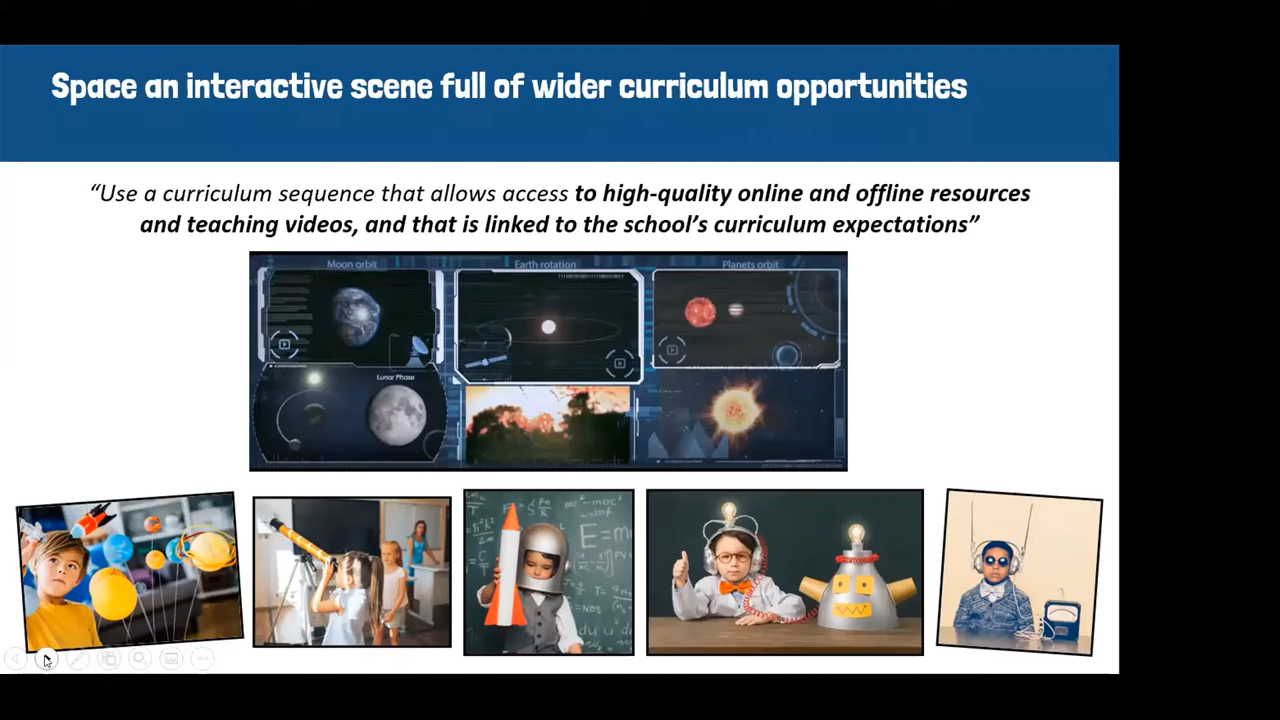 Space an interactive scene full of wider curriculum opportunities
“Use a curriculum sequence that allows access to high-quality online and offline resources
and teaching videos, and that is linked to the school’s curriculum expectations”
Moon orbit
Earth rotation
Planets orbit
Lunar Phase
E=m